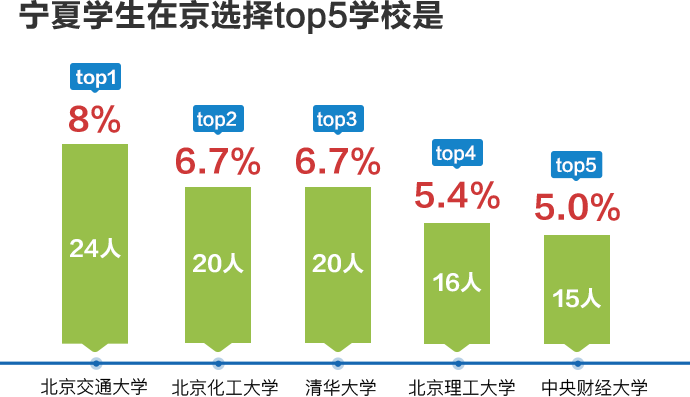 宁夏学生在京选择top5学校是
top1
8%
24人
北京交通大学
top2
6.7%
20人
北京化工大学
top3
6.7%
20人
清华大学
top4
5.4%
16人
北京理工大学
top5
5.0%
15人
中央财经大学